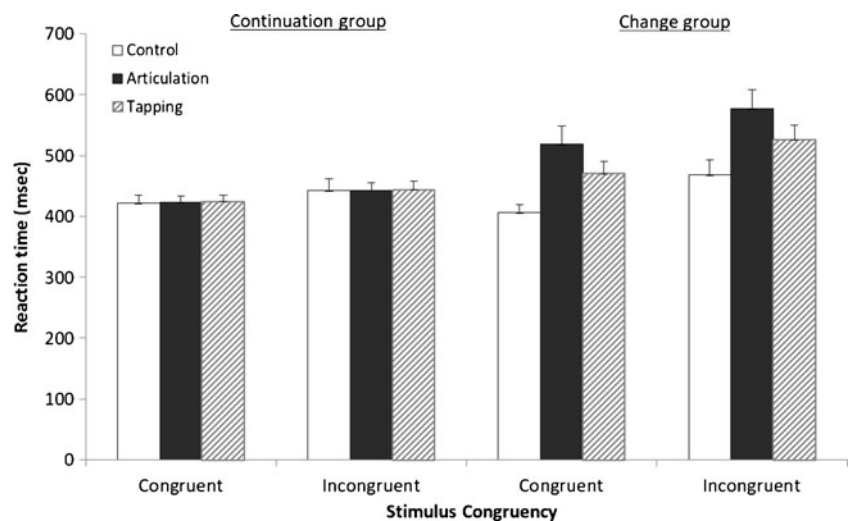 700
Continuation group
Change group
Control
Articulation
Tapping
600
500
400
300
200
100
0
Reaction time (msec)
Congruent
Incongruent
Congruent
Incongruent
Stimulus Congruency